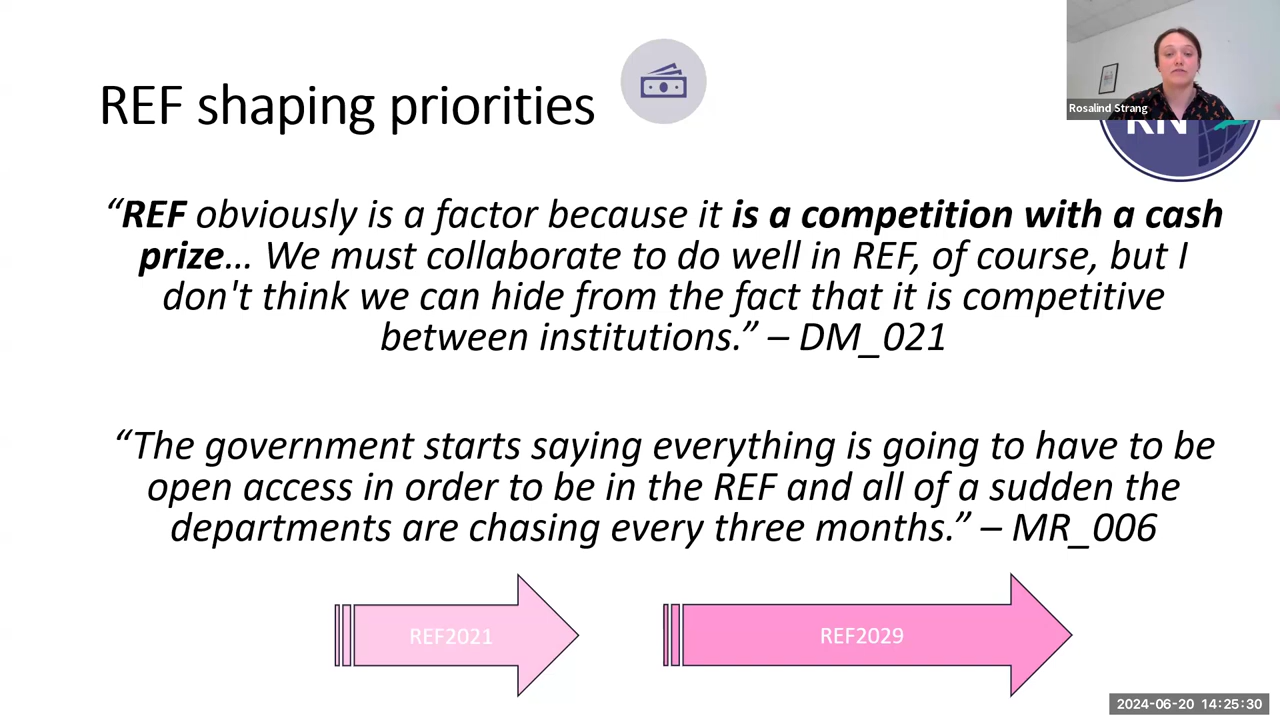 REF shaping priorities
Rosalind Strang
RN
“REF obviously is a factor because it is a competition with a cash
prize… We must collaborate to do well in REF, of course, but I
don't think we can hide from the fact that it is competitive
between institutions.” – DM_021
“The government starts saying everything is going to have to be
open access in order to be in the REF and all of a sudden the
departments are chasing every three months.” – MR_006
REF2021
REF2029
2024-06-20 14:25:30